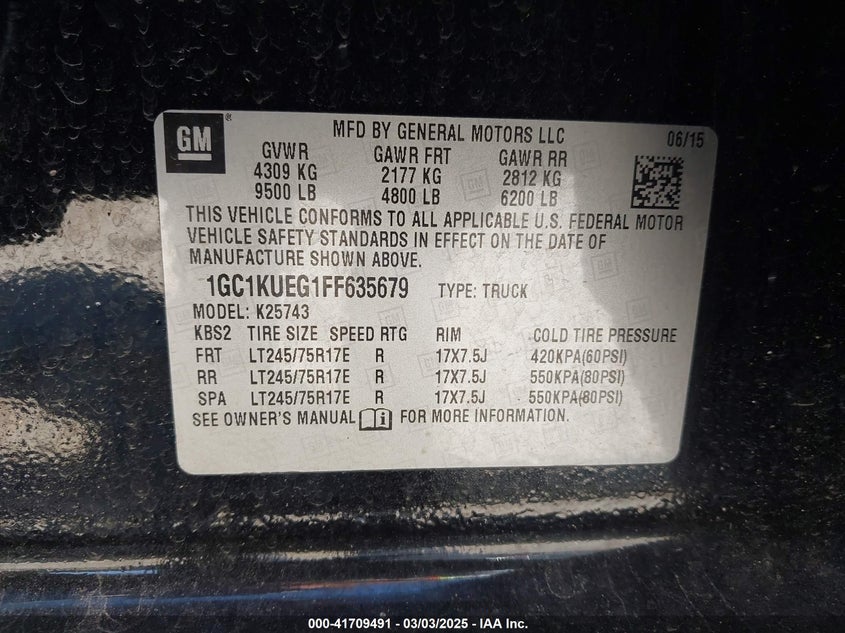 GM ®
MFD BY GENERAL MOTORS LLC 06/15
GVWR GAWR FRT GAWR RR
4309 KG 2177 KG 2812 KG
9500 LB 4800 LB 6200 LB
THIS VEHICLE CONFORMS TO ALL APPLICABLE U.S. FEDERAL MOTOR
VEHICLE SAFETY STANDARDS IN EFFECT ON THE DATE OF
MANUFACTURE SHOWN ABOVE.
1GC1KUEG1FF635679 TYPE: TRUCK
MODEL: K25743
KBS2 TIRE SIZE SPEED RTG RIM COLD TIRE PRESSURE
FRT LT245/75R17E R 17X7.5J 420KPA(60PSI)
RR LT245/75R17E R 17X7.5J 550KPA(80PSI)
SPA LT245/75R17E R 17X7.5J 550KPA(80PSI)
SEE OWNER'S MANUAL i FOR MORE INFORMATION.
000-41709491 - 03/03/2025 - IAA Inc.